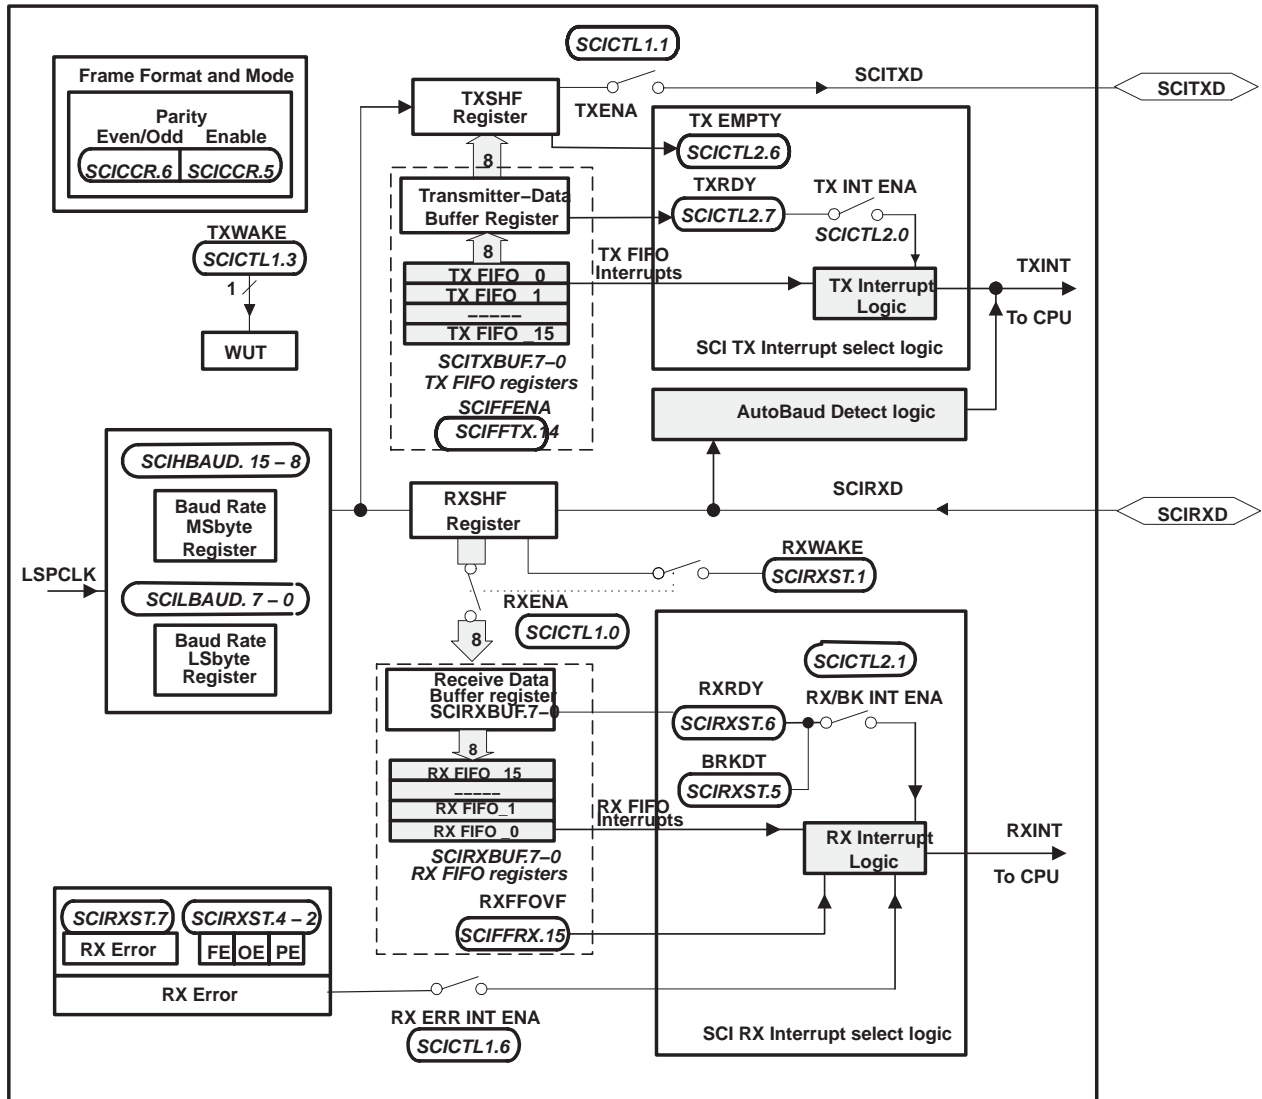 SCICTL1.1
Frame Format and Mode
Parity
Even/Odd Enable
SCICCR.6 SCICCR.5
TXSHF
Register
TXENA
SCITXD
SCITXD
TX EMPTY
SCICTL2.6
8
Transmitter–Data
Buffer Register
TXRDY
SCICTL2.7
TX INT ENA
SCICTL2.0
TXWAKE
SCICTL1.3
1
WUT
8
TX FIFO _0
TX FIFO _1
–––––
TX FIFO _15
TX FIFO
Interrupts
TX Interrupt
Logic
TXINT
To CPU
SCI TX Interrupt select logic
SCITXBUF.7–0
TX FIFO registers
SCIFFENA
SCIFFTX.14
AutoBaud Detect logic
SCIHBAUD. 15 – 8
Baud Rate
MSbyte
Register
LSPCLK
SCILBAUD. 7 – 0
Baud Rate
LSbyte
Register
RXSHF
Register
SCIRXD
SCIRXD
RXWAKE
SCIRXST.1
RXENA
SCICTL1.0
8
Receive Data
Buffer register
SCIRXBUF.7–0
8
SCICTL2.1
RXRDY
SCIRXST.6
RX/BK INT ENA
BRKDT
SCIRXST.5
RX FIFO _15
–––––
RX FIFO_1
RX FIFO _0
RX FIFO
Interrupts
RX Interrupt
Logic
RXINT
To CPU
SCIRXBUF.7–0
RX FIFO registers
RXFFOVF
SCIFFRX.15
SCIRXST.7 SCIRXST.4 – 2
RX Error FE OE PE
RX Error
RX ERR INT ENA
SCICTL1.6
SCI RX Interrupt select logic